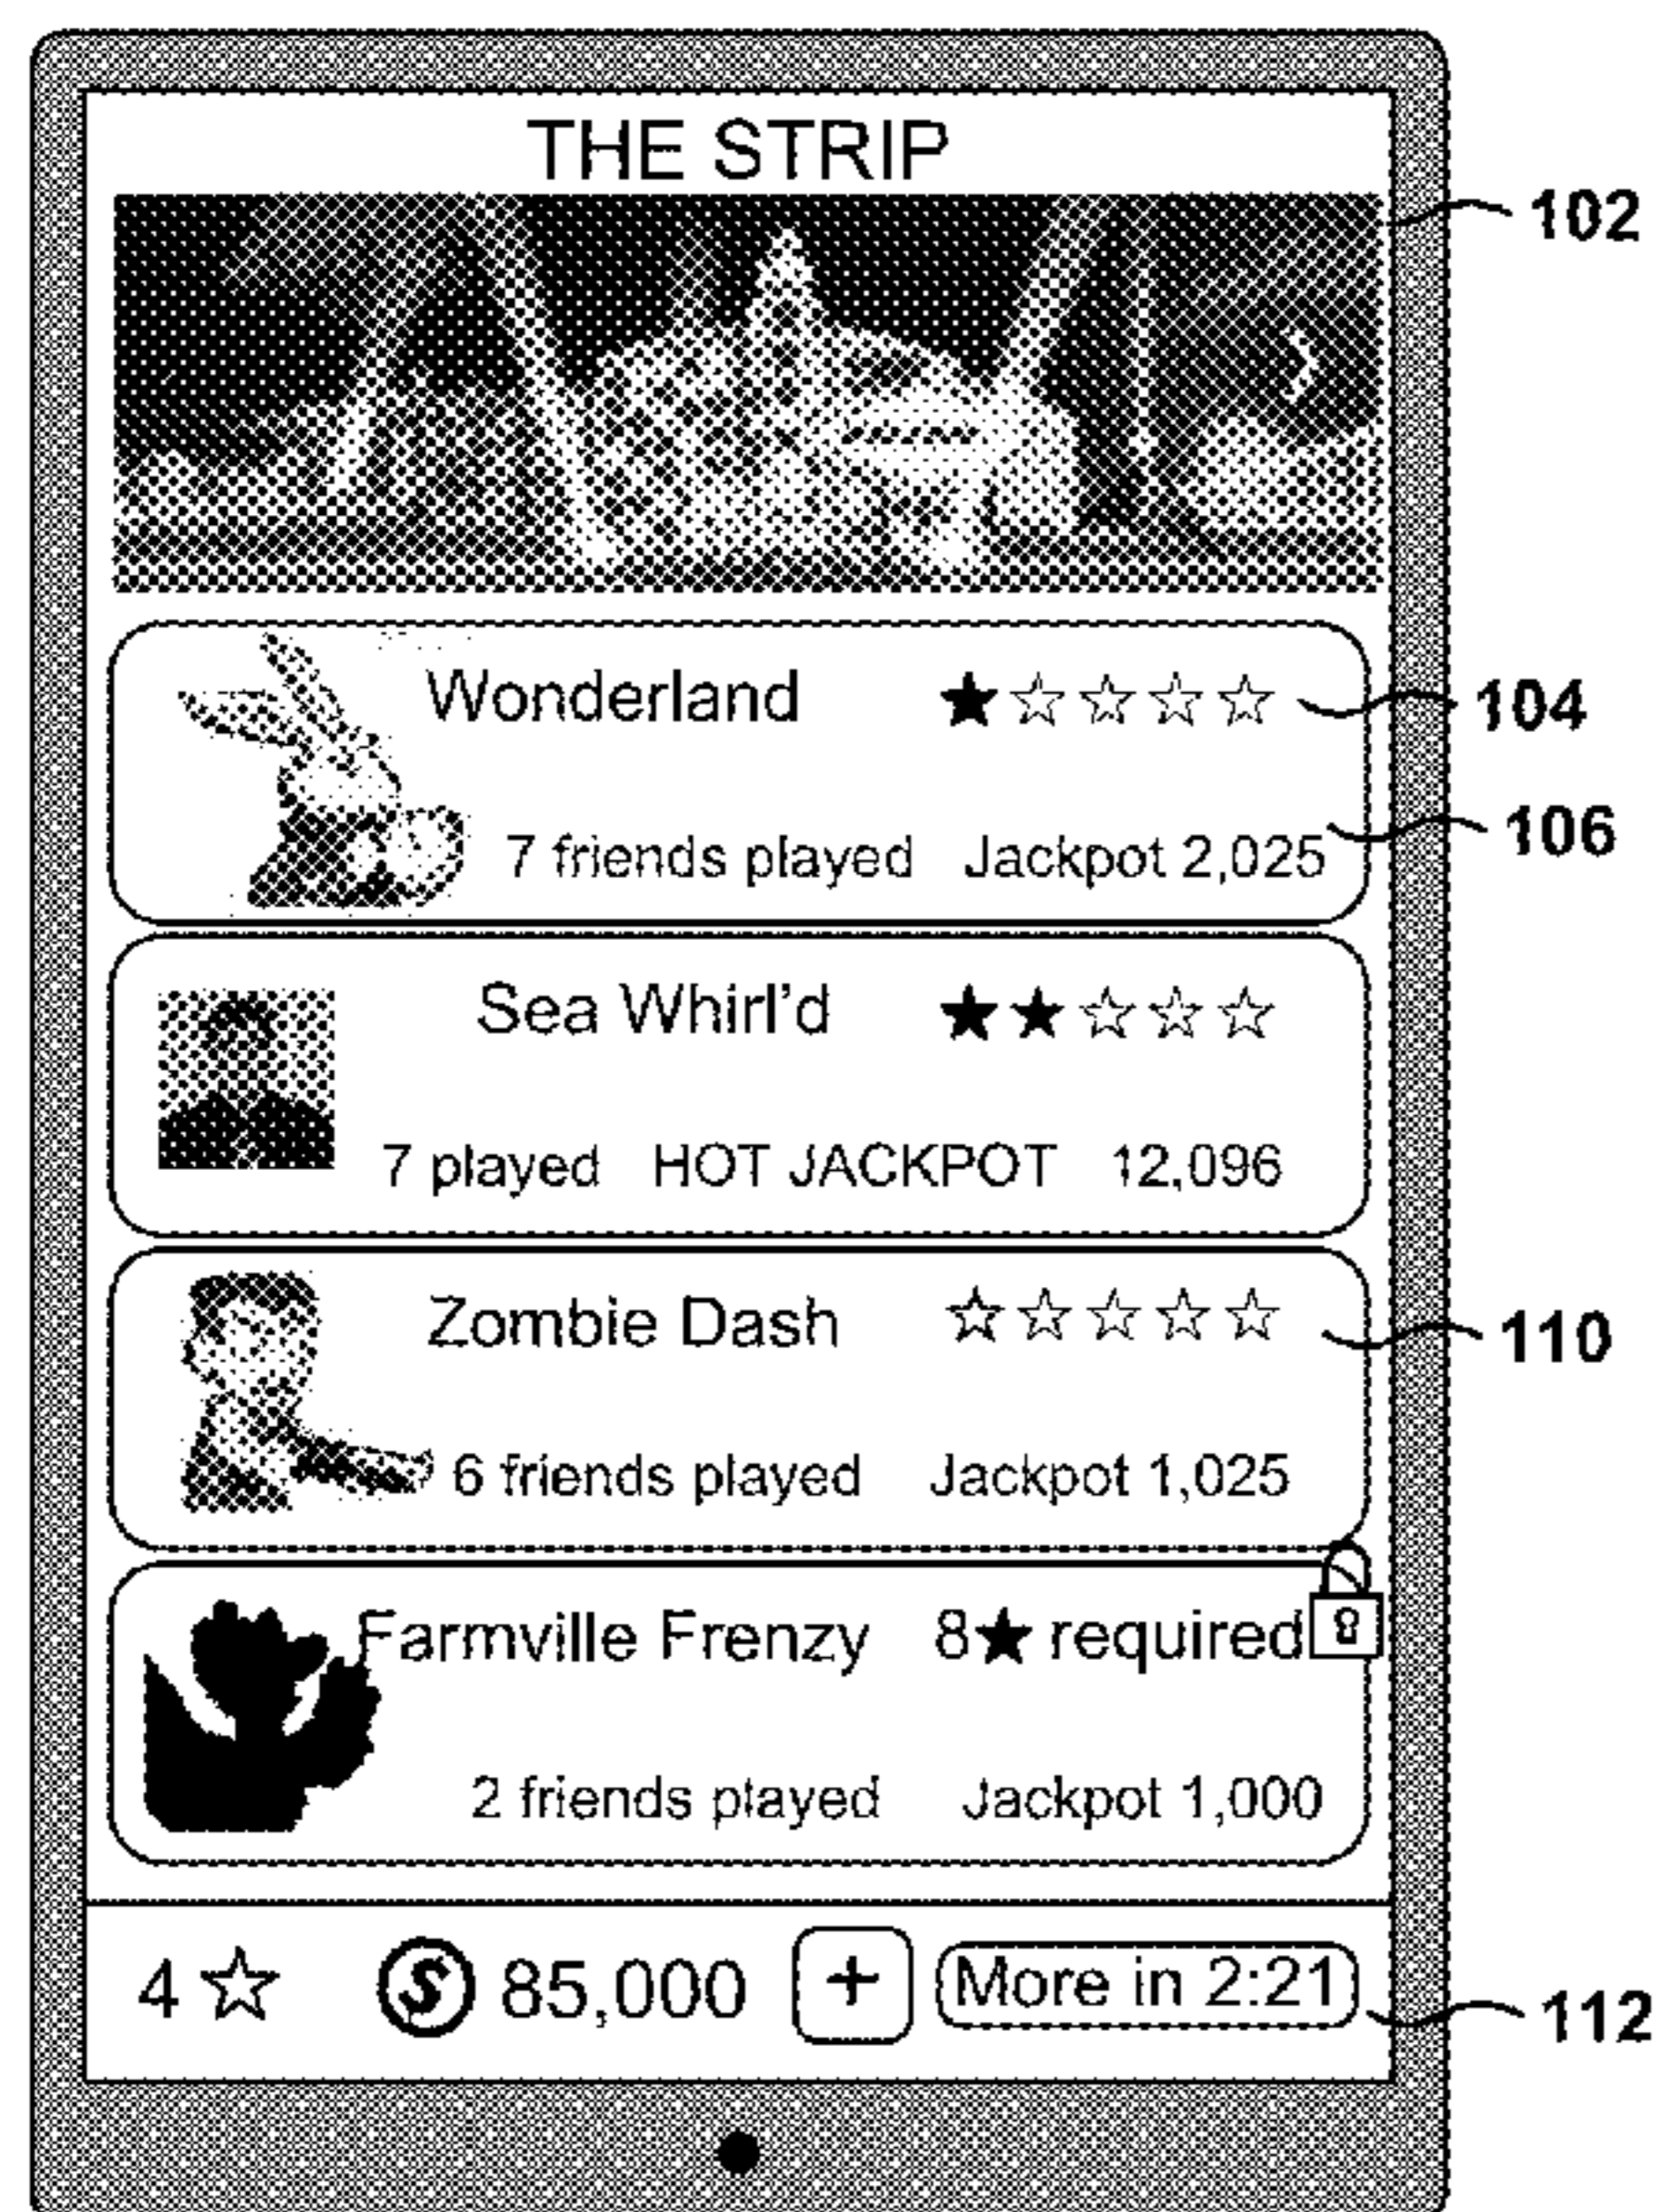 THE STRIP
102
Wonderland ★☆☆☆☆ 104
106
7 friends played Jackpot 2,025
Sea Whirl'd ★★☆☆☆
7 played HOT JACKPOT 12,096
Zombie Dash ☆☆☆☆☆ 110
6 friends played Jackpot 1,025
Farmville Frenzy 8★ required
2 friends played Jackpot 1,000
4 ☆ S 85,000 + More in 2:21 112